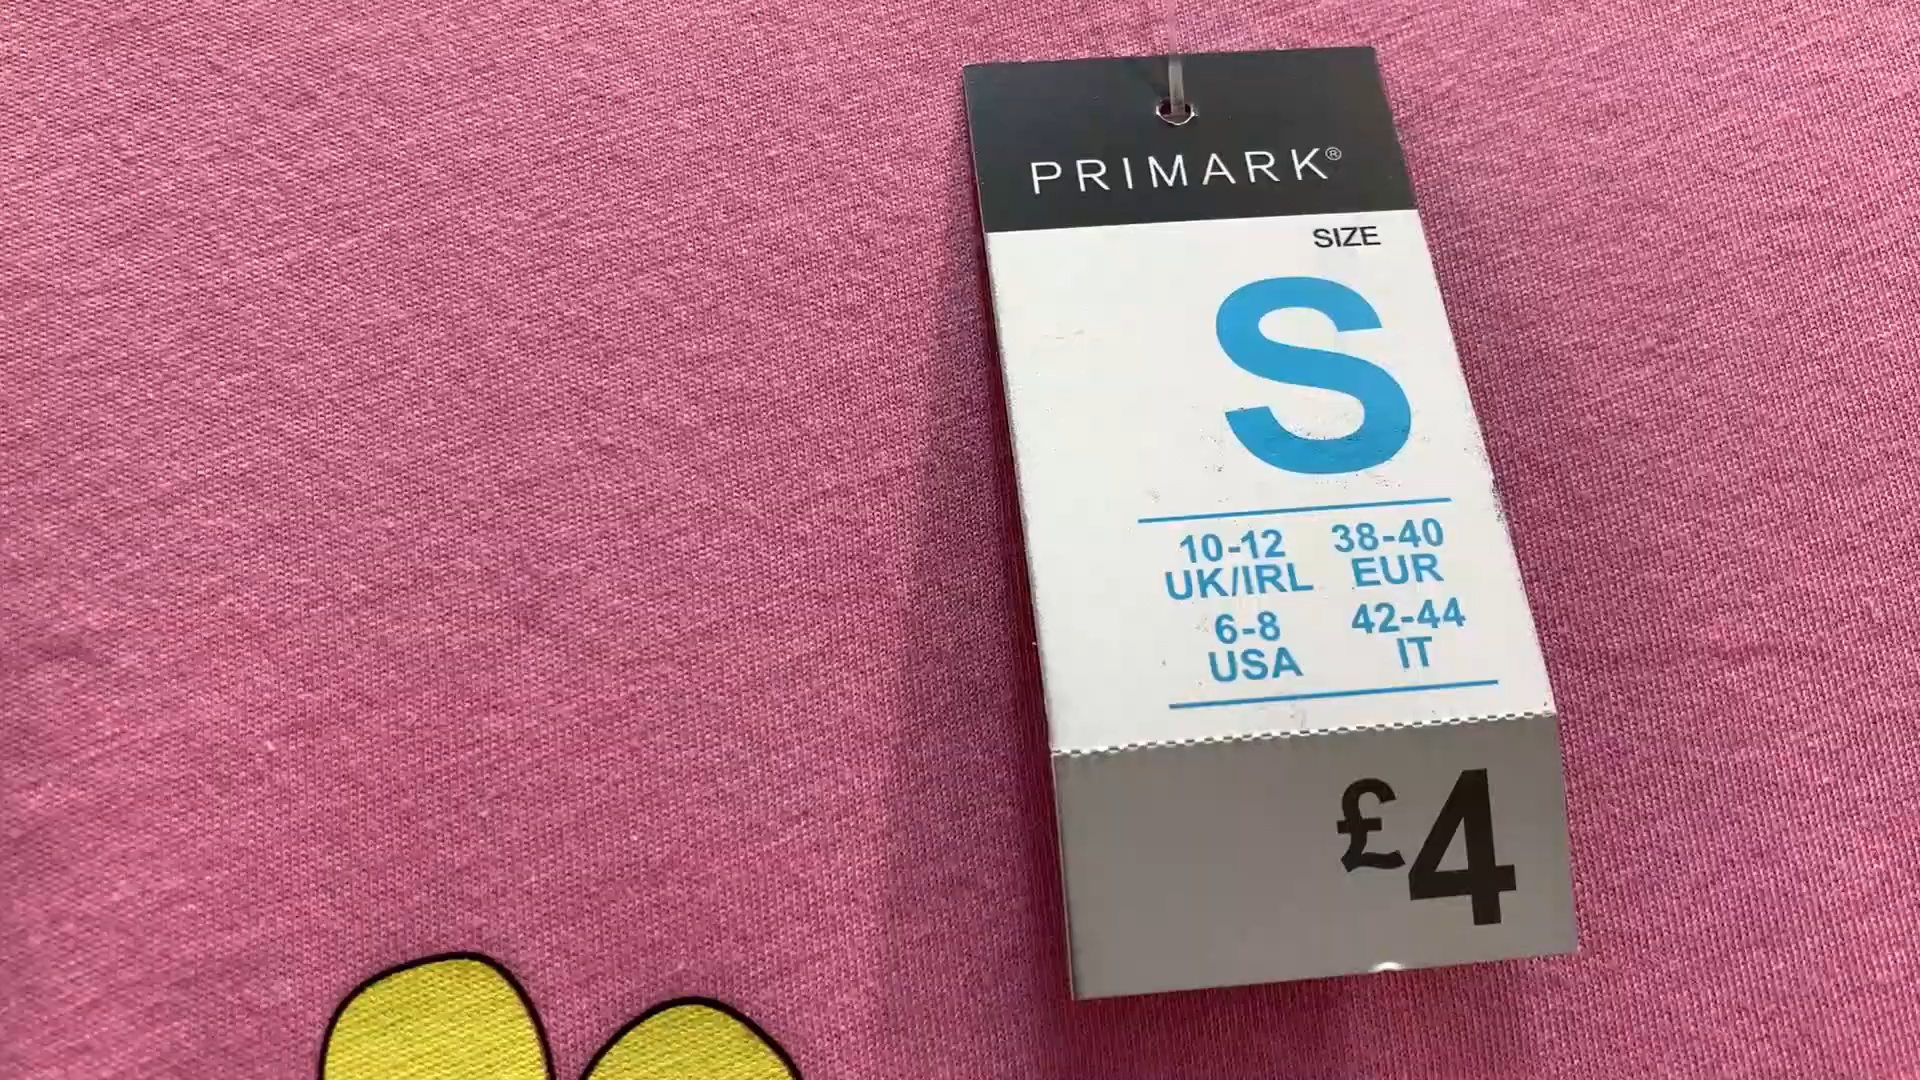 PRIMARK®
SIZE
S
10-12 38-40
UK/IRL EUR
6-8 42-44
USA IT
£4